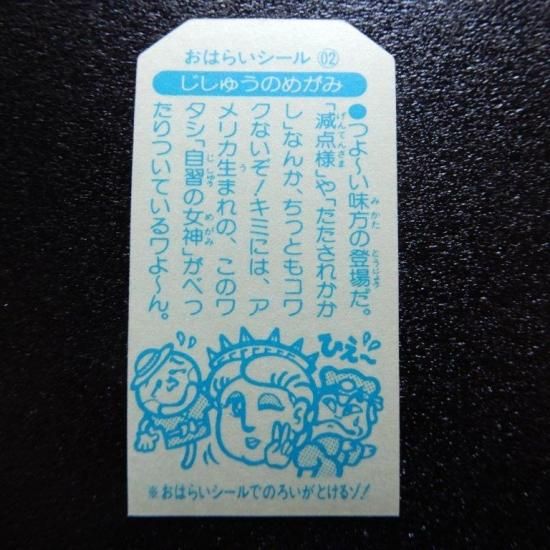 おはらいシール 02
じしゅうのめがみ
●つよ〜い味方の登場だ。
「減点様」や「たたされかか
し」なんか、ちっともコワ
クないぞ！キミには、ア
メリカ生まれの、このワ
タシ「自習の女神」がべっ
たりついているワよ〜ん。
ひえ〜
※おはらいシールでのろいがとけるゾ！